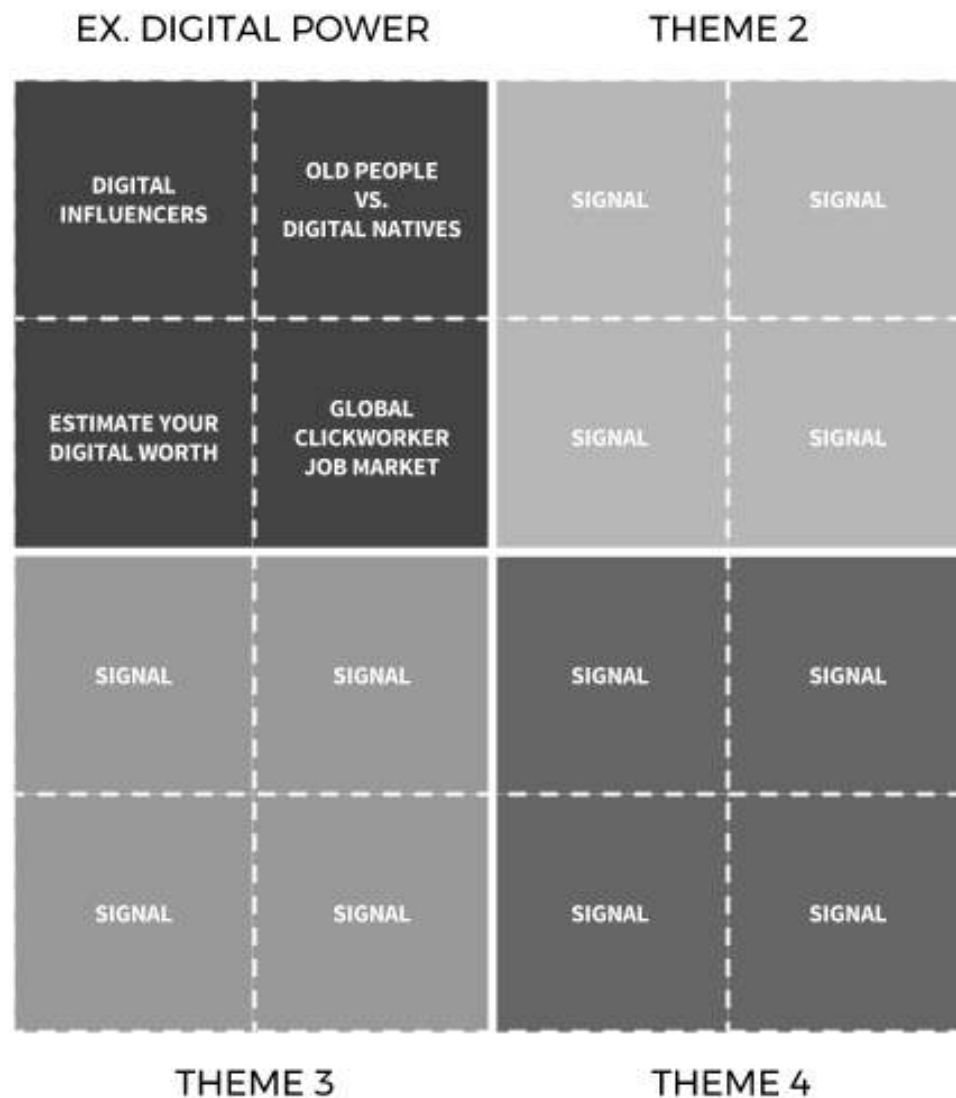 EX. DIGITAL POWER
THEME 2
DIGITAL
INFLUENCERS
OLD PEOPLE
VS.
DIGITAL NATIVES
SIGNAL
SIGNAL
ESTIMATE YOUR
DIGITAL WORTH
GLOBAL
CLICKWORKER
JOB MARKET
SIGNAL
SIGNAL
SIGNAL
SIGNAL
SIGNAL
SIGNAL
SIGNAL
SIGNAL
SIGNAL
SIGNAL
THEME 3
THEME 4